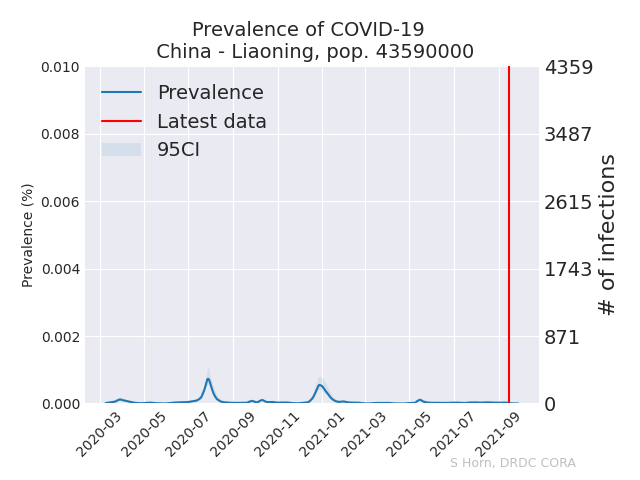 Prevalence of COVID-19
China - Liaoning, pop. 43590000
Prevalence
Latest data
95CI
Prevalence (%)
0.010
0.008
0.006
0.004
0.002
0.000
4359
3487
2615
1743
871
0
# of infections
2020-03
2020-05
2020-07
2020-09
2020-11
2021-01
2021-03
2021-05
2021-07
2021-09
S Horn, DRDC CORA